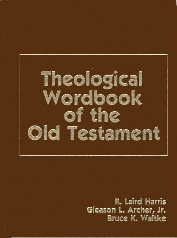 Theological
Wordbook
of the
Old Testament
R. Laird Harris
Gleason L. Archer, Jr.
Bruce K. Waltke